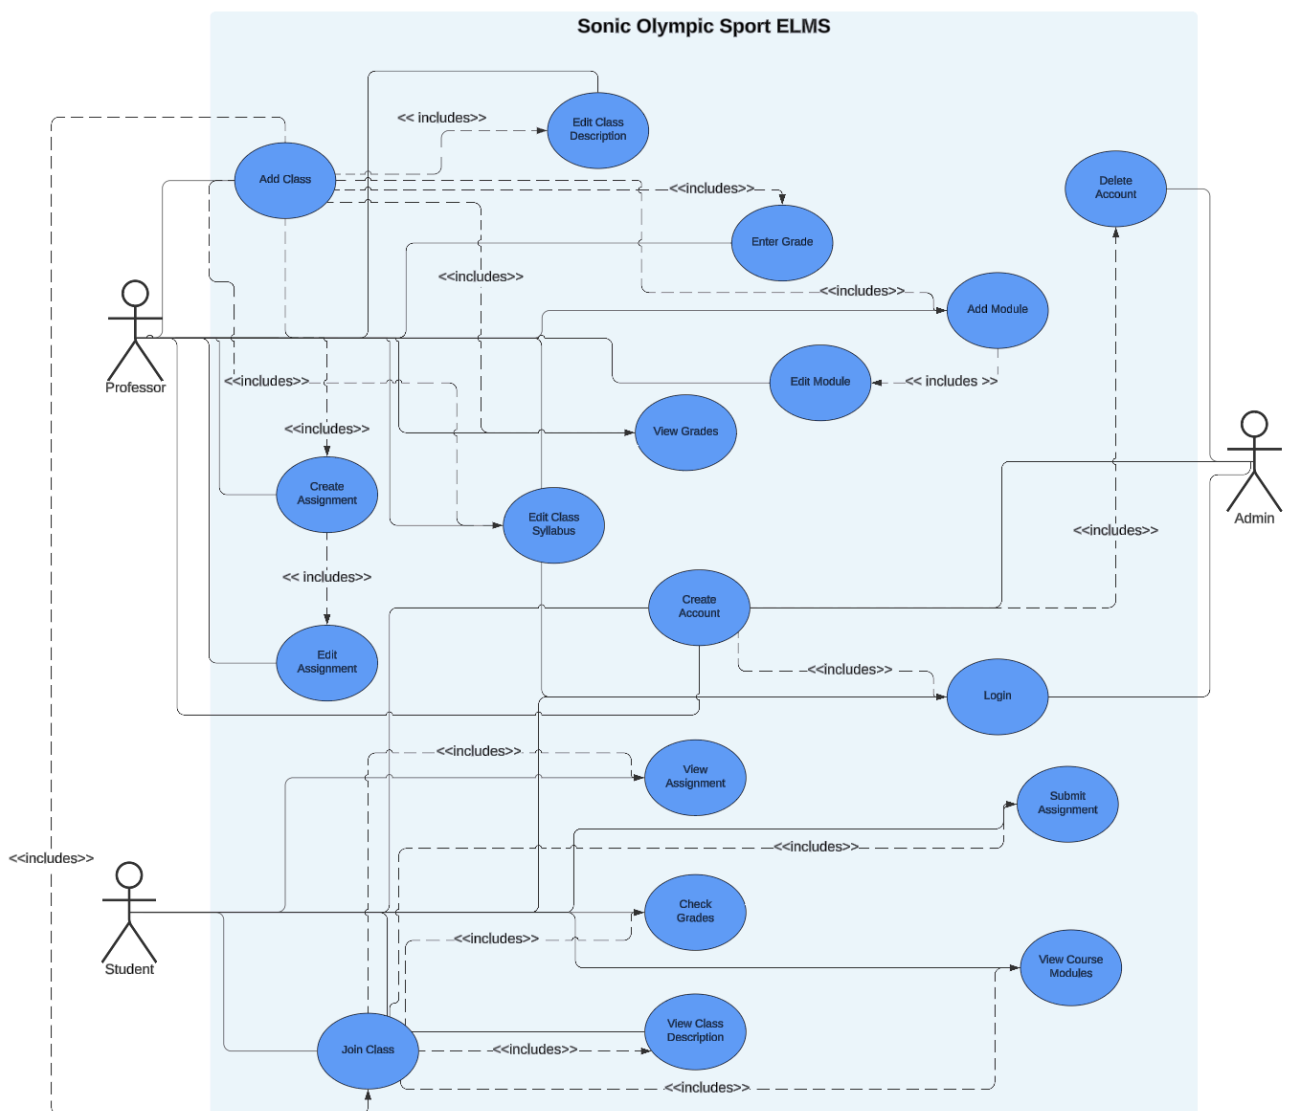 Sonic Olympic Sport ELMS
<< includes>>
Edit Class
Description
Add Class
Delete
Account
<<includes>>
Enter Grade
<<includes>>
<<includes>>
Add Module
Professor
<<includes>>
Edit Module
<< includes >>
<<includes>>
View Grades
Create
Assignment
Edit Class
Syllabus
Admin
<<includes>>
<< includes>>
Create
Account
Edit
Assignment
<<includes>>
Login
<<includes>>
View
Assignment
Submit
Assignment
<<includes>>
<<includes>>
Check
Grades
<<includes>>
Student
View Course
Modules
View Class
Description
Join Class
<<includes>>
<<includes>>